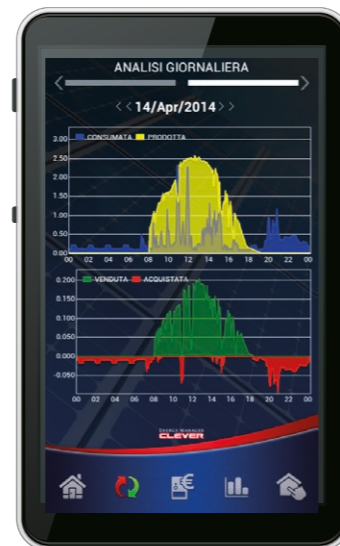 ANALISI GIORNALIERA
14/Apr/2014
CONSUMATA PRODOTTA
3.00
2.50
2.00
1.50
1.00
0.50
0.00
00 02 04 06 08 10 12 14 16 18 20 22 00
VENDUTA ACQUISTATA
0.200
0.150
0.100
0.050
0.000
-0.050
00 02 04 06 08 10 12 14 16 18 20 22 00
ENERGY MANAGER
CLEVER
€